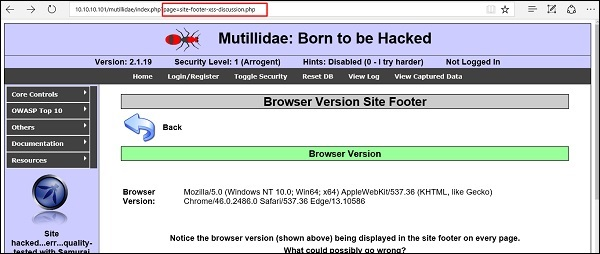 10.10.10.101/mutillidae/index.php?page=site-footer-xss-discussion.php
Mutillidae: Born to be Hacked
Version: 2.1.19 Security Level: 1 (Arrogent) Hints: Disabled (0 - I try harder) Not Logged In
Home Login/Register Toggle Security Reset DB View Log View Captured Data
Core Controls
OWASP Top 10
Others
Documentation
Resources
Site
hacked...err...quality-
tested with Samurai
Browser Version Site Footer
Back
Browser Version
Browser
Version:
Mozilla/5.0 (Windows NT 10.0; Win64; x64) AppleWebKit/537.36 (KHTML, like Gecko)
Chrome/46.0.2486.0 Safari/537.36 Edge/13.10586
Notice the browser version (shown above) being displayed in the site footer on every page.
What could possibly go wrong?